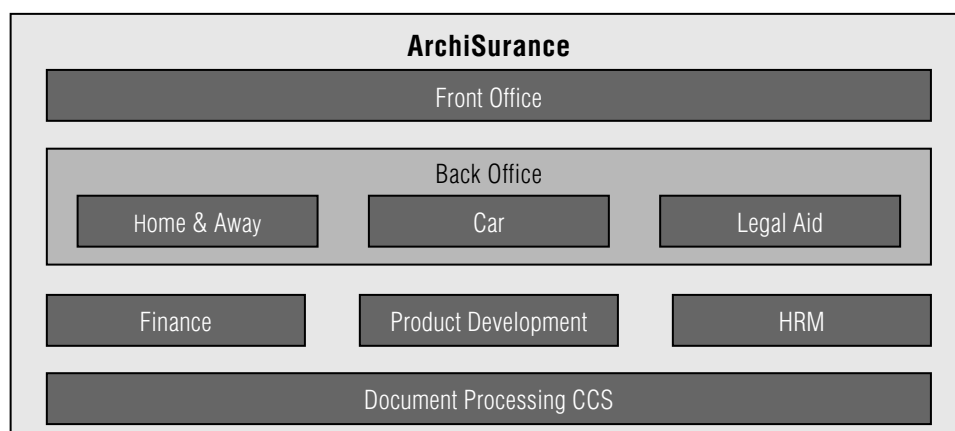 ArchiSurance
Front Office
Back Office
Home & Away
Car
Legal Aid
Finance
Product Development
HRM
Document Processing CCS